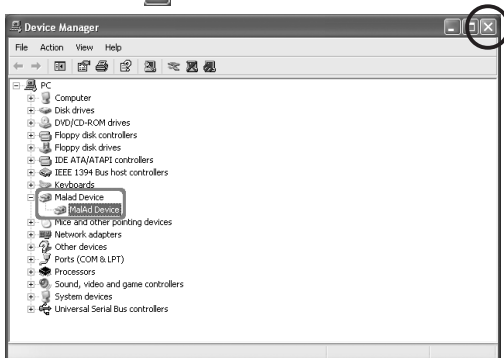 Device Manager
File Action View Help
PC
Computer
Disk drives
DVD/CD-ROM drives
Floppy disk controllers
Floppy disk drives
IDE ATA/ATAPI controllers
IEEE 1394 Bus host controllers
Keyboards
Malad Device
MalAd Device
Mice and other pointing devices
Network adapters
Other devices
Ports (COM & LPT)
Processors
Sound, video and game controllers
System devices
Universal Serial Bus controllers